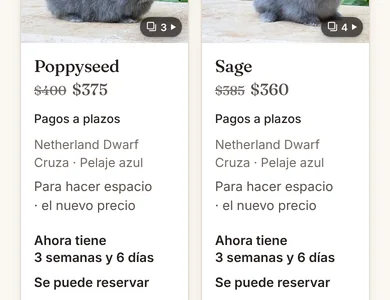 3
Poppyseed
$400 $375
Pagos a plazos
Netherland Dwarf
Cruza · Pelaje azul
Para hacer espacio
· el nuevo precio
Ahora tiene
3 semanas y 6 días
Se puede reservar
4
Sage
$385 $360
Pagos a plazos
Netherland Dwarf
Cruza · Pelaje azul
Para hacer espacio
· el nuevo precio
Ahora tiene
3 semanas y 6 días
Se puede reservar